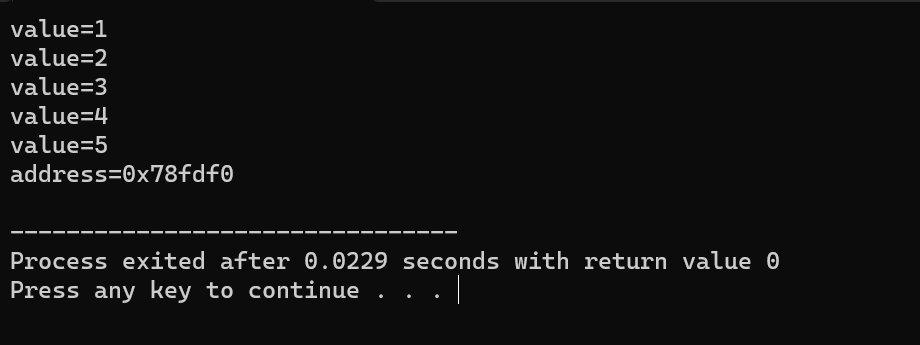 value=1
value=2
value=3
value=4
value=5
address=0x78fdf0
--------------------------------
Process exited after 0.0229 seconds with return value 0
Press any key to continue . . .